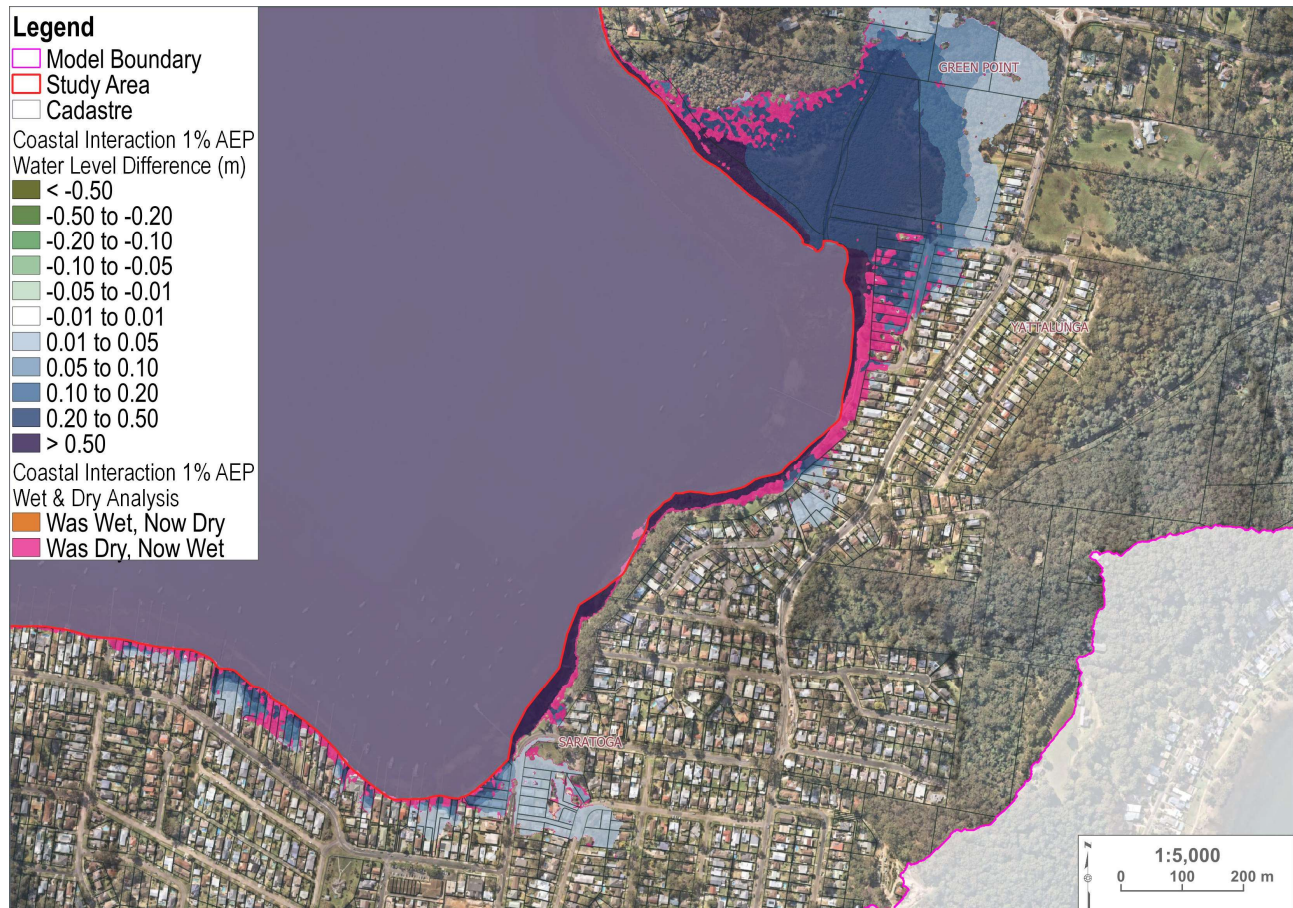 Legend
Model Boundary
Study Area
Cadastre
Coastal Interaction 1% AEP
Water Level Difference (m)
< -0.50
-0.50 to -0.20
-0.20 to -0.10
-0.10 to -0.05
-0.05 to -0.01
-0.01 to 0.01
0.01 to 0.05
0.05 to 0.10
0.10 to 0.20
0.20 to 0.50
> 0.50
Coastal Interaction 1% AEP
Wet & Dry Analysis
Was Wet, Now Dry
Was Dry, Now Wet
GREEN POINT
YATTALUNGA
SARATOGA
1:5,000
0 100 200 m